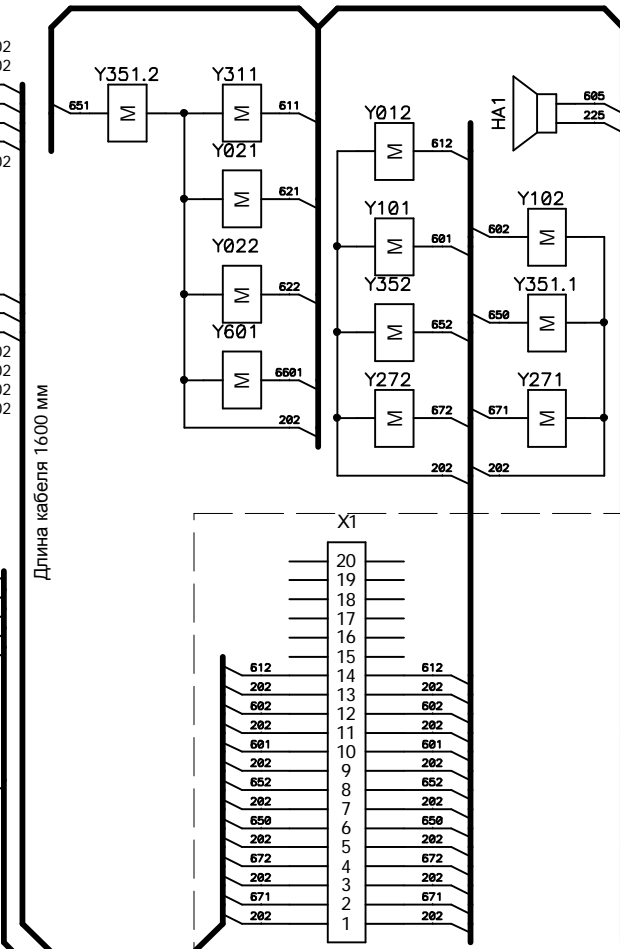 02
02
02
02
02
02
02
Длина кабеля 1600 мм
Y351.2
651
M
Y311
M
611
Y021
M
621
Y022
M
622
Y601
M
6601
202
Y012
M
612
Y101
M
601
Y352
M
652
Y272
M
672
202
HA1
605
225
Y102
602
M
Y351.1
650
M
Y271
671
M
202
X1
20
19
18
17
16
15
612 14 612
202 13 202
602 12 602
202 11 202
601 10 601
202 9 202
652 8 652
202 7 202
650 6 650
202 5 202
672 4 672
202 3 202
671 2 671
202 1 202